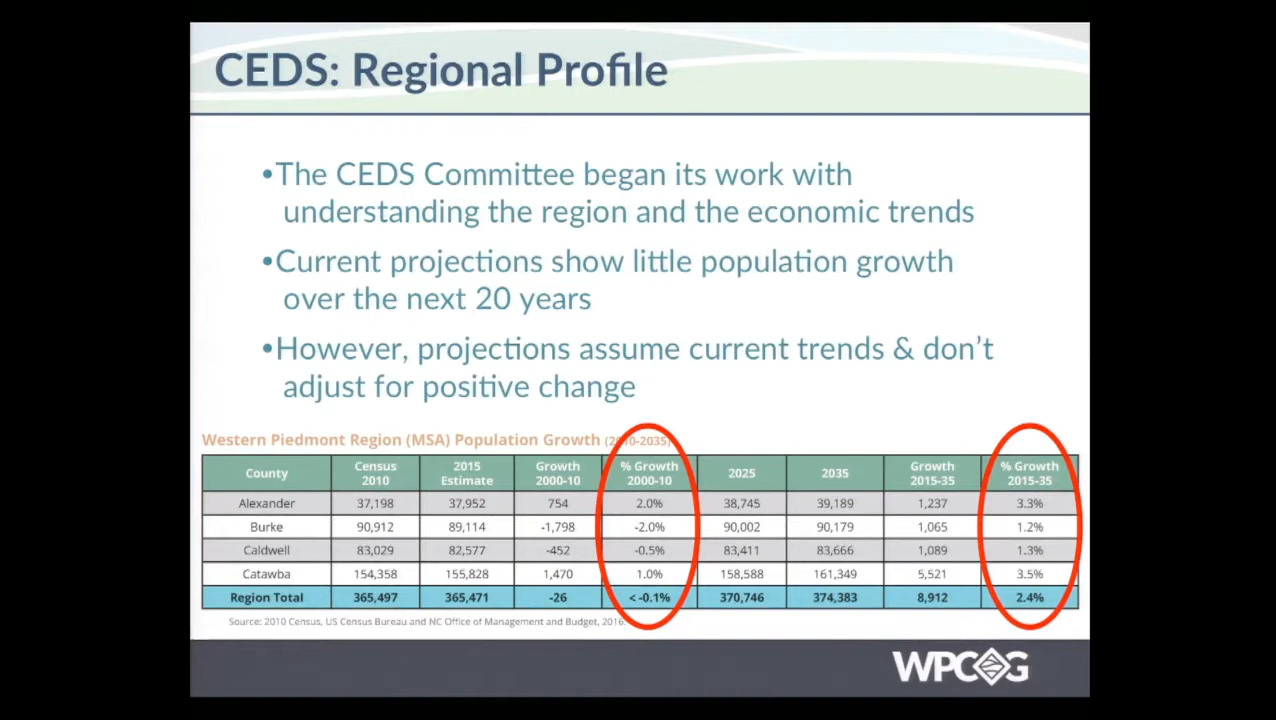 CEDS: Regional Profile
•The CEDS Committee began its work with
understanding the region and the economic trends
•Current projections show little population growth
over the next 20 years
•However, projections assume current trends & don't
adjust for positive change
Western Piedmont Region (MSA) Population Growth (2010-2035)
County Census 2010 2015 Estimate Growth 2000-10 % Growth 2000-10 2025 2035 Growth 2015-35 % Growth 2015-35
Alexander 37,198 37,952 754 2.0% 38,745 39,189 1,237 3.3%
Burke 90,912 89,114 -1,798 -2.0% 90,002 90,179 1,065 1.2%
Caldwell 83,029 82,577 -452 -0.5% 83,411 83,666 1,089 1.3%
Catawba 154,358 155,828 1,470 1.0% 158,588 161,349 5,521 3.5%
Region Total 365,497 365,471 -26 < -0.1% 370,746 374,383 8,912 2.4%
Source: 2010 Census, US Census Bureau and NC Office of Management and Budget, 2016.
WPCOG